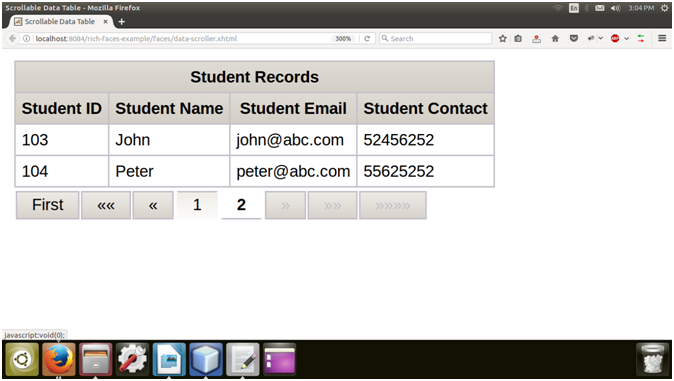 Scrollable Data Table - Mozilla Firefox En 3:04 PM
Scrollable Data Table × +
localhost:8084/rich-faces-example/faces/data-scroller.xhtml 300% Search ABP
Student Records
Student ID Student Name Student Email Student Contact
103 John john@abc.com 52456252
104 Peter peter@abc.com 55625252
First «« « 1 2 » »» »»»»
javascript:void(0);